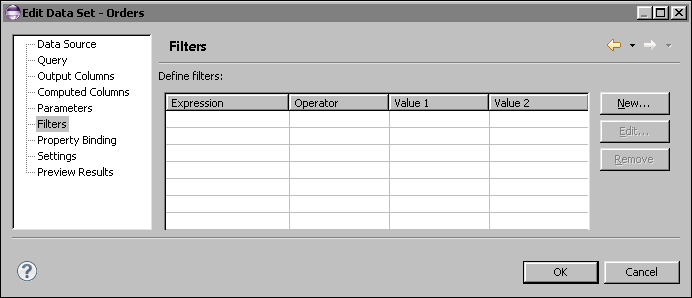 Edit Data Set - Orders
Data Source
Query
Output Columns
Computed Columns
Parameters
Filters
Property Binding
Settings
Preview Results
Filters
Define filters:
Expression Operator Value 1 Value 2
New...
Edit...
Remove
?
OK Cancel